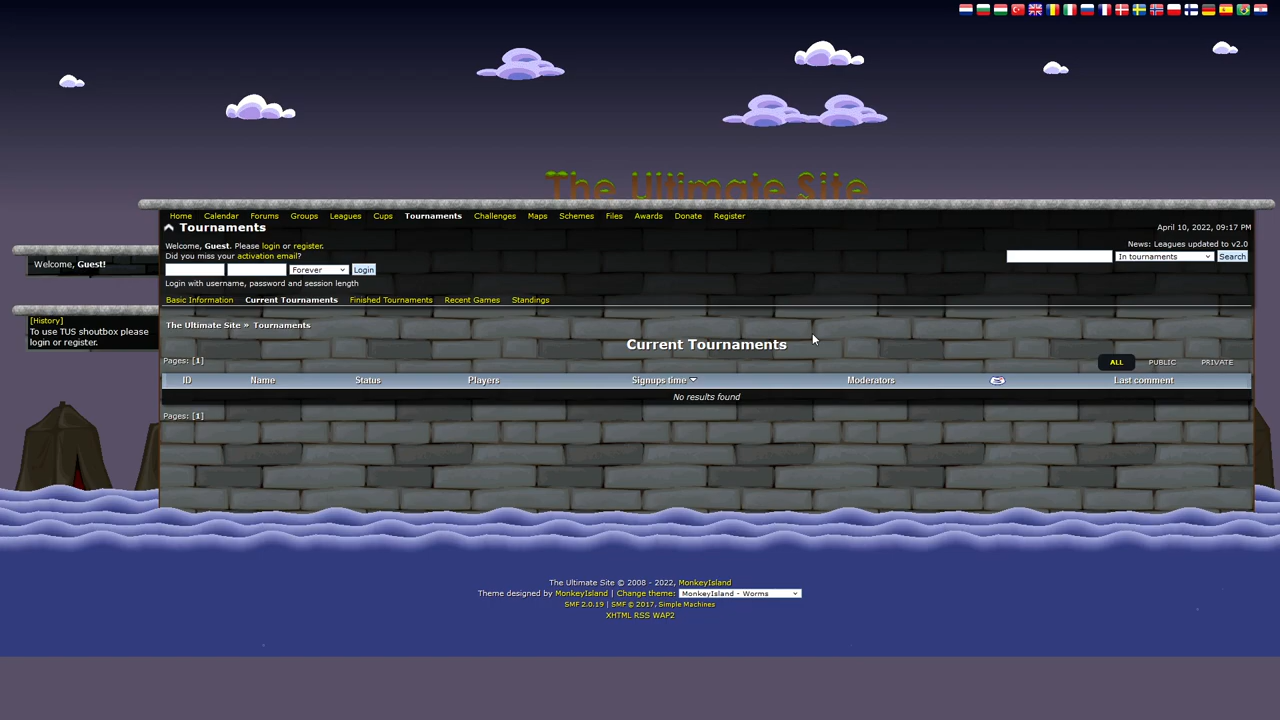 The Ultimate Site
Home Calendar Forums Groups Leagues Cups Tournaments Challenges Maps Schemes Files Awards Donate Register
Tournaments
April 10, 2022, 09:17 PM
Welcome, Guest. Please login or register.
Did you miss your activation email?
News: Leagues updated to v2.0
In tournaments Search
Forever Login
Login with username, password and session length
Welcome, Guest!
Basic Information Current Tournaments Finished Tournaments Recent Games Standings
[History]
To use TUS shoutbox please
login or register.
The Ultimate Site » Tournaments
Current Tournaments
Pages: [1]
ALL PUBLIC PRIVATE
ID Name Status Players Signups time Moderators Last comment
No results found
Pages: [1]
The Ultimate Site © 2008 - 2022, MonkeyIsland
Theme designed by MonkeyIsland | Change theme: MonkeyIsland - Worms
SMF 2.0.19 | SMF © 2017, Simple Machines
XHTML RSS WAP2